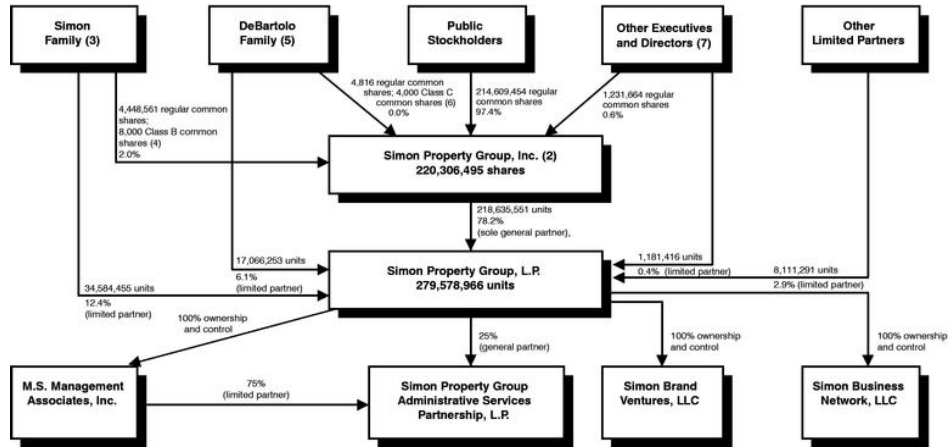 Simon
Family (3)
DeBartolo
Family (5)
Public
Stockholders
Other Executives
and Directors (7)
Other
Limited Partners
4,448,561 regular common
shares;
8,000 Class B common
shares (4)
2.0%
4,816 regular common
shares; 4,000 Class C
common shares (6)
0.0%
214,609,454 regular
common shares
97.4%
1,231,664 regular
common shares
0.6%
Simon Property Group, Inc. (2)
220,306,495 shares
218,635,551 units
78.2%
(sole general partner),
17,066,253 units
6.1%
(limited partner)
34,584,455 units
12.4%
(limited partner)
Simon Property Group, L.P.
279,578,966 units
1,181,416 units
0.4% (limited partner)
8,111,291 units
2.9% (limited partner)
100% ownership
and control
25%
(general partner)
100% ownership
and control
100% ownership
and control
M.S. Management
Associates, Inc.
75%
(limited partner)
Simon Property Group
Administrative Services
Partnership, L.P.
Simon Brand
Ventures, LLC
Simon Business
Network, LLC